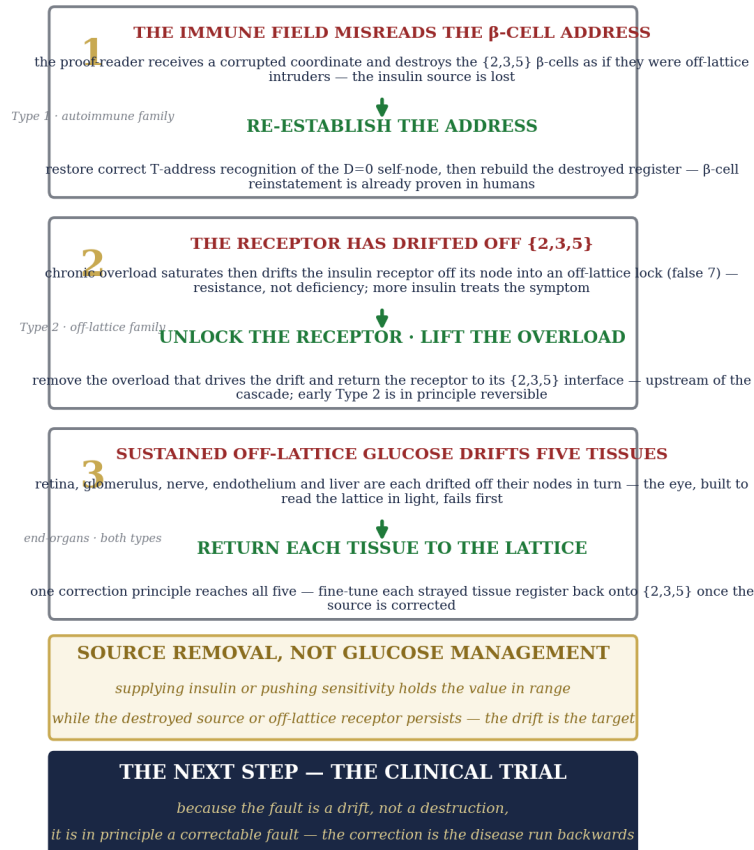 1
THE IMMUNE FIELD MISREADS THE β-CELL ADDRESS
the proof-reader receives a corrupted coordinate and destroys the {2,3,5} β-cells as if they were off-lattice
intruders — the insulin source is lost
Type 1 · autoimmune family
RE-ESTABLISH THE ADDRESS
restore correct T-address recognition of the D=0 self-node, then rebuild the destroyed register — β-cell
reinstatement is already proven in humans
2
THE RECEPTOR HAS DRIFTED OFF {2,3,5}
chronic overload saturates then drifts the insulin receptor off its node into an off-lattice lock (false 7) —
resistance, not deficiency; more insulin treats the symptom
Type 2 · off-lattice family
UNLOCK THE RECEPTOR · LIFT THE OVERLOAD
remove the overload that drives the drift and return the receptor to its {2,3,5} interface — upstream of the
cascade; early Type 2 is in principle reversible
3
SUSTAINED OFF-LATTICE GLUCOSE DRIFTS FIVE TISSUES
retina, glomerulus, nerve, endothelium and liver are each drifted off their nodes in turn — the eye, built to
read the lattice in light, fails first
end-organs · both types
RETURN EACH TISSUE TO THE LATTICE
one correction principle reaches all five — fine-tune each strayed tissue register back onto {2,3,5} once the
source is corrected
SOURCE REMOVAL, NOT GLUCOSE MANAGEMENT
supplying insulin or pushing sensitivity holds the value in range
while the destroyed source or off-lattice receptor persists — the drift is the target
THE NEXT STEP — THE CLINICAL TRIAL
because the fault is a drift, not a destruction,
it is in principle a correctable fault — the correction is the disease run backwards